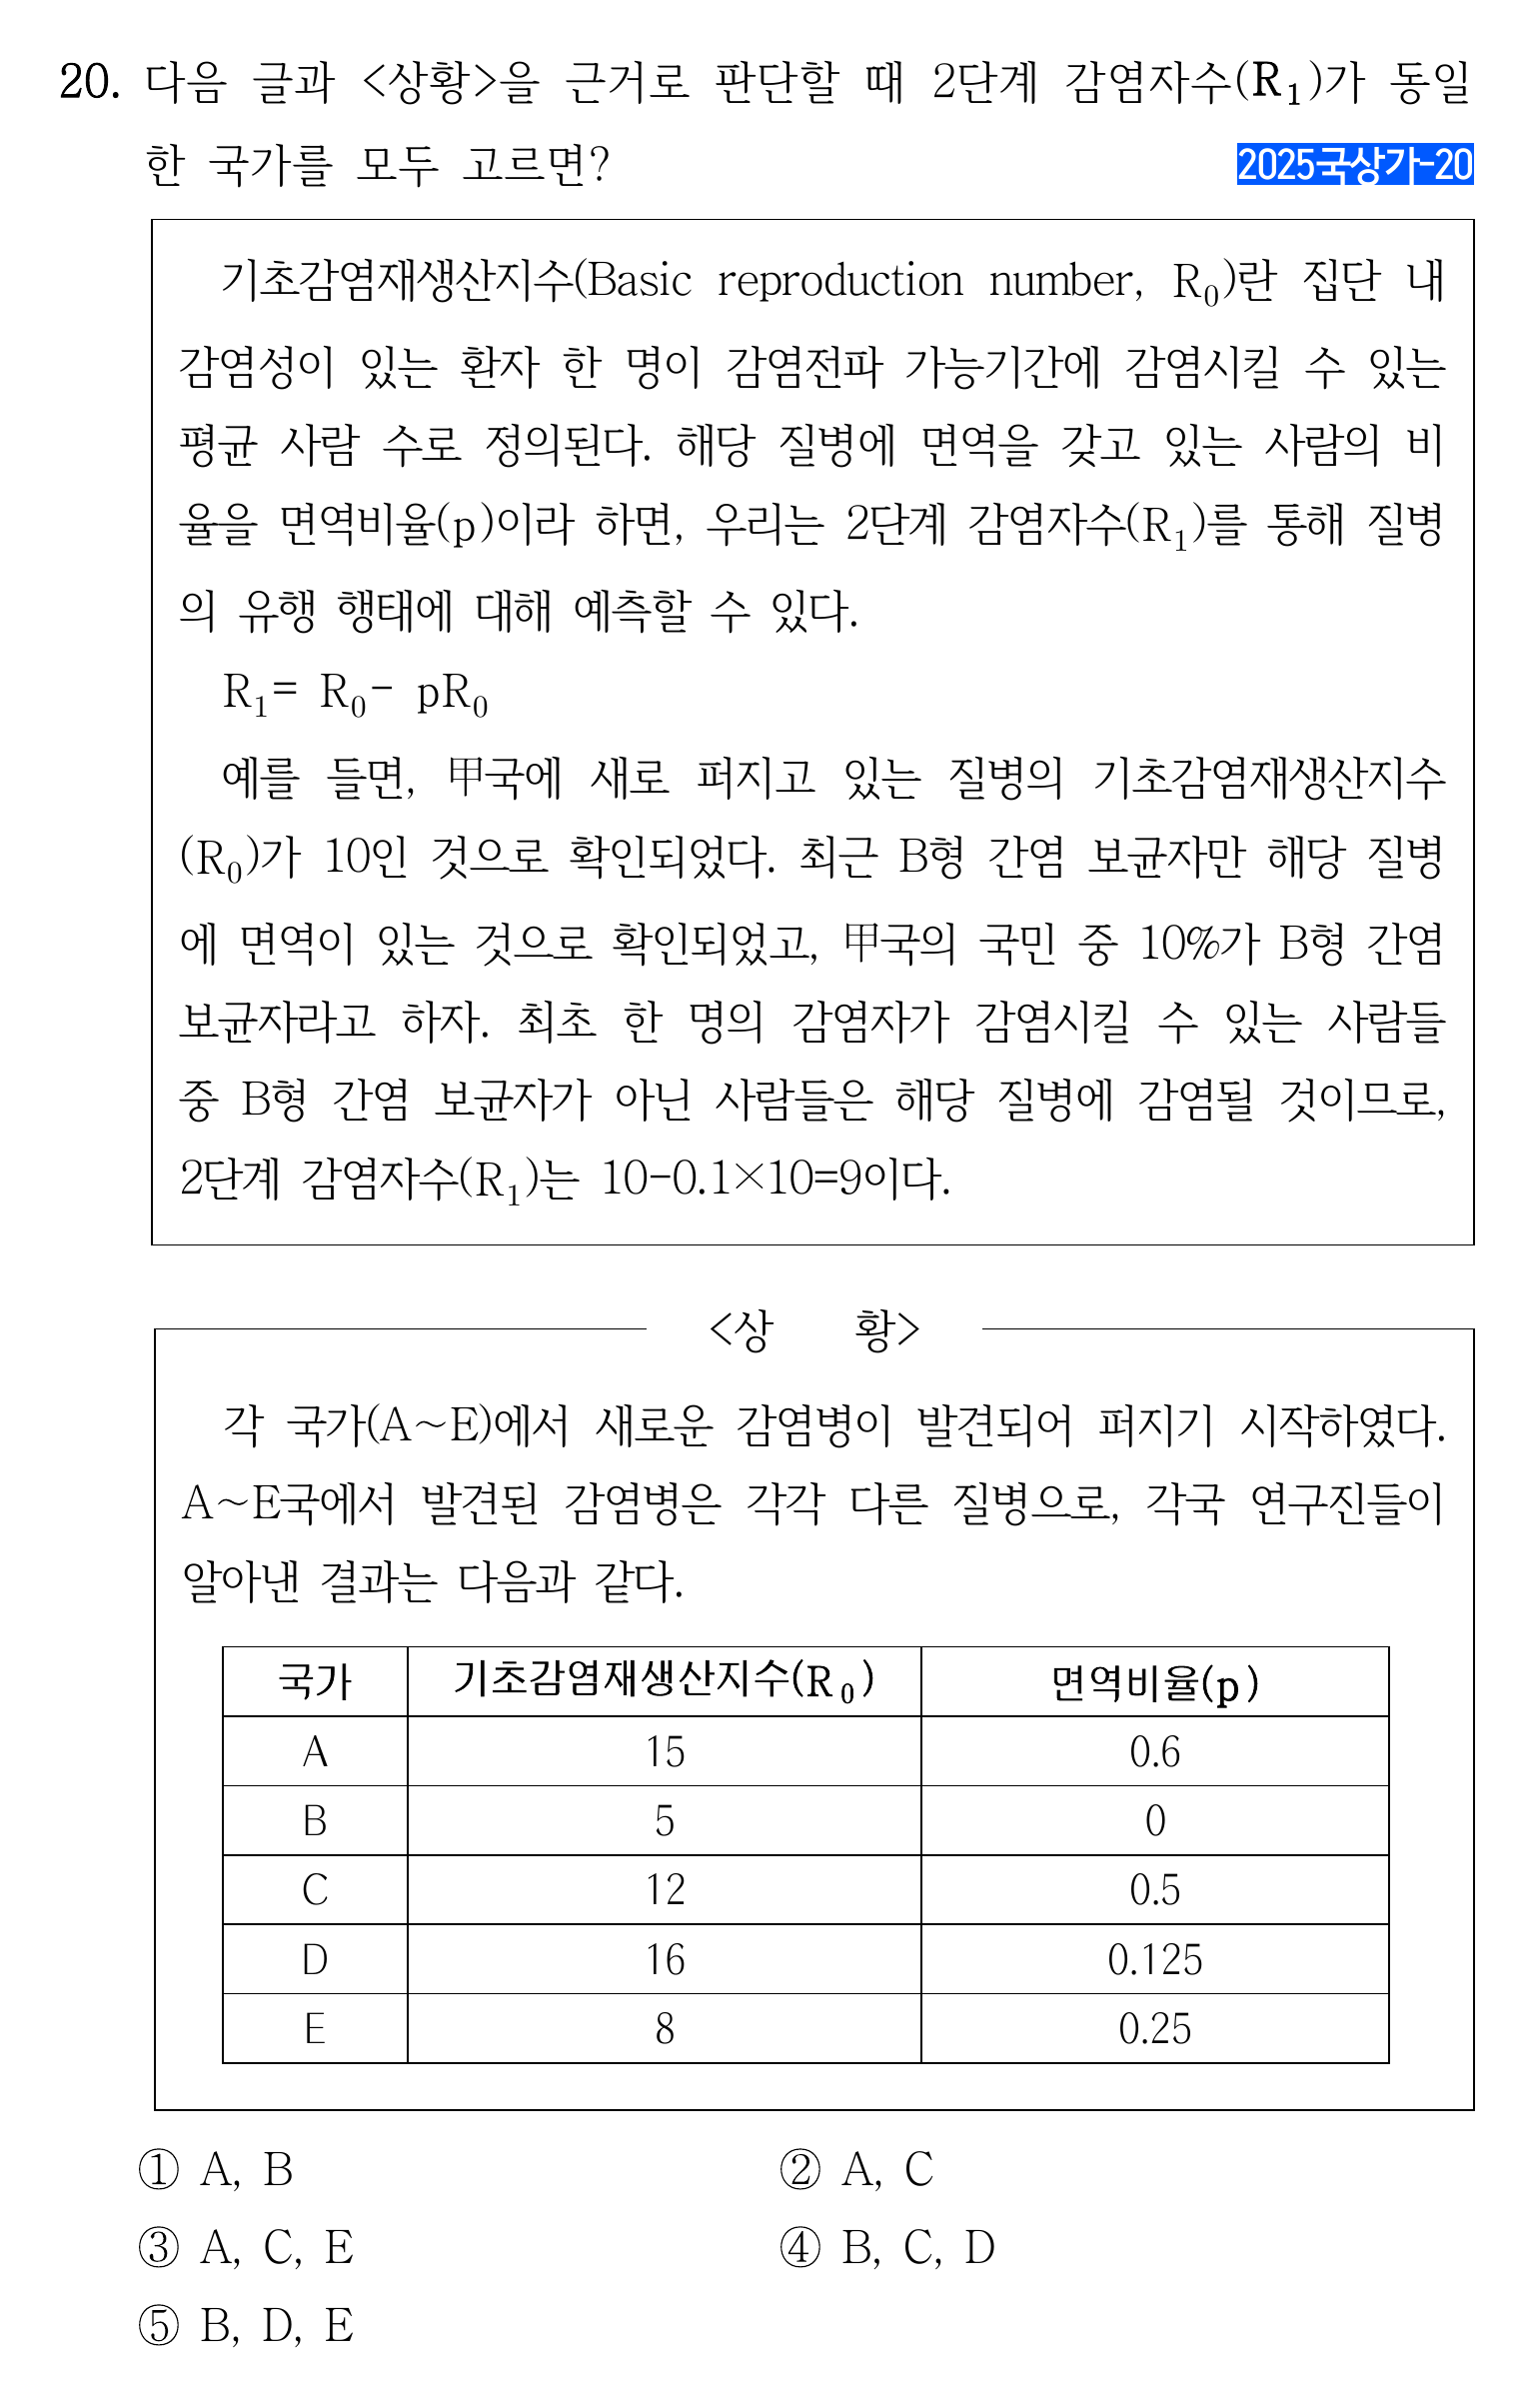 20. 다음 글과 <상황>을 근거로 판단할 때 2단계 감염자수(R₁)가 동일
한 국가를 모두 고르면?
2025국상가-20
기초감염재생산지수(Basic reproduction number, R₀)란 집단 내
감염성이 있는 환자 한 명이 감염전파 가능기간에 감염시킬 수 있는
평균 사람 수로 정의된다. 해당 질병에 면역을 갖고 있는 사람의 비
율을 면역비율(p)이라 하면, 우리는 2단계 감염자수(R₁)를 통해 질병
의 유행 행태에 대해 예측할 수 있다.
R₁= R₀- pR₀
예를 들면, 甲국에 새로 퍼지고 있는 질병의 기초감염재생산지수
(R₀)가 10인 것으로 확인되었다. 최근 B형 간염 보균자만 해당 질병
에 면역이 있는 것으로 확인되었고, 甲국의 국민 중 10%가 B형 간염
보균자라고 하자. 최초 한 명의 감염자가 감염시킬 수 있는 사람들
중 B형 간염 보균자가 아닌 사람들은 해당 질병에 감염될 것이므로,
2단계 감염자수(R₁)는 10-0.1×10=9이다.
<상 황>
각 국가(A~E)에서 새로운 감염병이 발견되어 퍼지기 시작하였다.
A~E국에서 발견된 감염병은 각각 다른 질병으로, 각국 연구진들이
알아낸 결과는 다음과 같다.
국가 기초감염재생산지수(R₀) 면역비율(p)
A 15 0.6
B 5 0
C 12 0.5
D 16 0.125
E 8 0.25
① A, B ② A, C
③ A, C, E ④ B, C, D
⑤ B, D, E